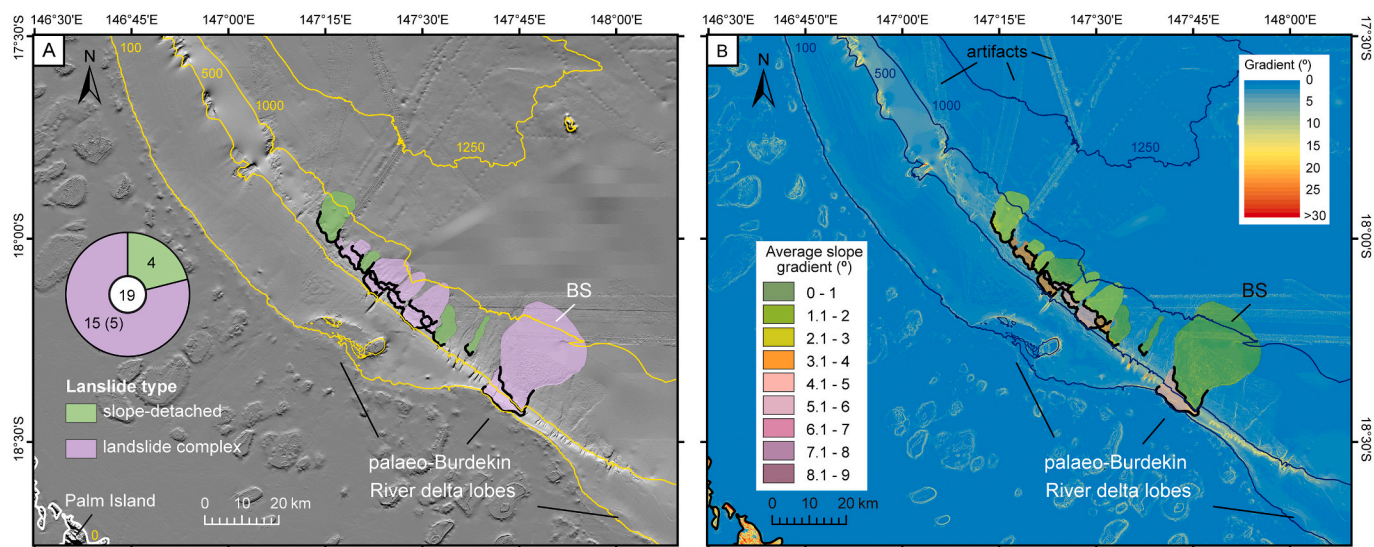 146°30'E 146°45'E 147°00'E 147°15'E 147°30'E 147°45'E 148°00'E
17°30'S
18°00'S
18°30'S
A
N
100
500
1000
1250
BS
4
19
15 (5)
Lanslide type
slope-detached
landslide complex
palaeo-Burdekin
River delta lobes
Palm Island
0
0 10 20 km
146°30'E 146°45'E 147°00'E 147°15'E 147°30'E 147°45'E 148°00'E
17°30'S
18°00'S
18°30'S
B
N
artifacts
100
500
1000
1250
Gradient (º)
0
5
10
15
20
25
>30
Average slope
gradient (º)
0 - 1
1.1 - 2
2.1 - 3
3.1 - 4
4.1 - 5
5.1 - 6
6.1 - 7
7.1 - 8
8.1 - 9
BS
palaeo-Burdekin
River delta lobes
0 10 20 km